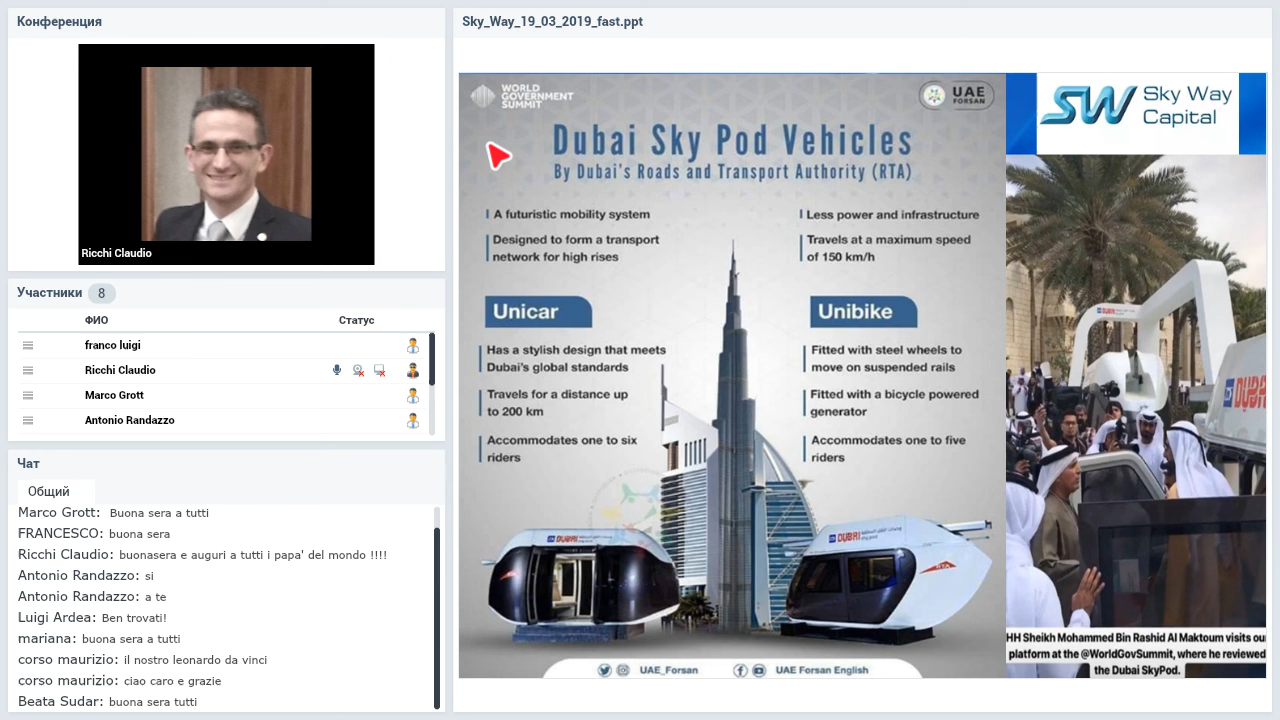 Конференция
Ricchi Claudio
Участники 8
ФИО Статус
franco luigi
Ricchi Claudio
Marco Grott
Antonio Randazzo
Чат
Общий
Marco Grott: Buona sera a tutti
FRANCESCO: buona sera
Ricchi Claudio: buonasera e auguri a tutti i papa' del mondo !!!!
Antonio Randazzo: si
Antonio Randazzo: a te
Luigi Ardea: Ben trovati!
mariana: buona sera a tutti
corso maurizio: il nostro leonardo da vinci
corso maurizio: ciao caro e grazie
Beata Sudar: buona sera tutti
Sky_Way_19_03_2019_fast.ppt
WORLD
GOVERNMENT
SUMMIT
UAE
FORSAN
Dubai Sky Pod Vehicles
By Dubai's Roads and Transport Authority (RTA)
A futuristic mobility system
Designed to form a transport
network for high rises
Less power and infrastructure
Travels at a maximum speed
of 150 km/h
Unicar
Has a stylish design that meets
Dubai's global standards
Travels for a distance up
to 200 km
Accommodates one to six
riders
Unibike
Fitted with steel wheels to
move on suspended rails
Fitted with a bicycle powered
generator
Accommodates one to five
riders
DUBAI
DUBAI
RTA
UAE_Forsan
UAE Forsan English
SW Sky Way
Capital
DUBAI
DUBAI
HH Sheikh Mohammed Bin Rashid Al Maktoum visits our
platform at the @WorldGovSummit, where he reviewed
the Dubai SkyPod.